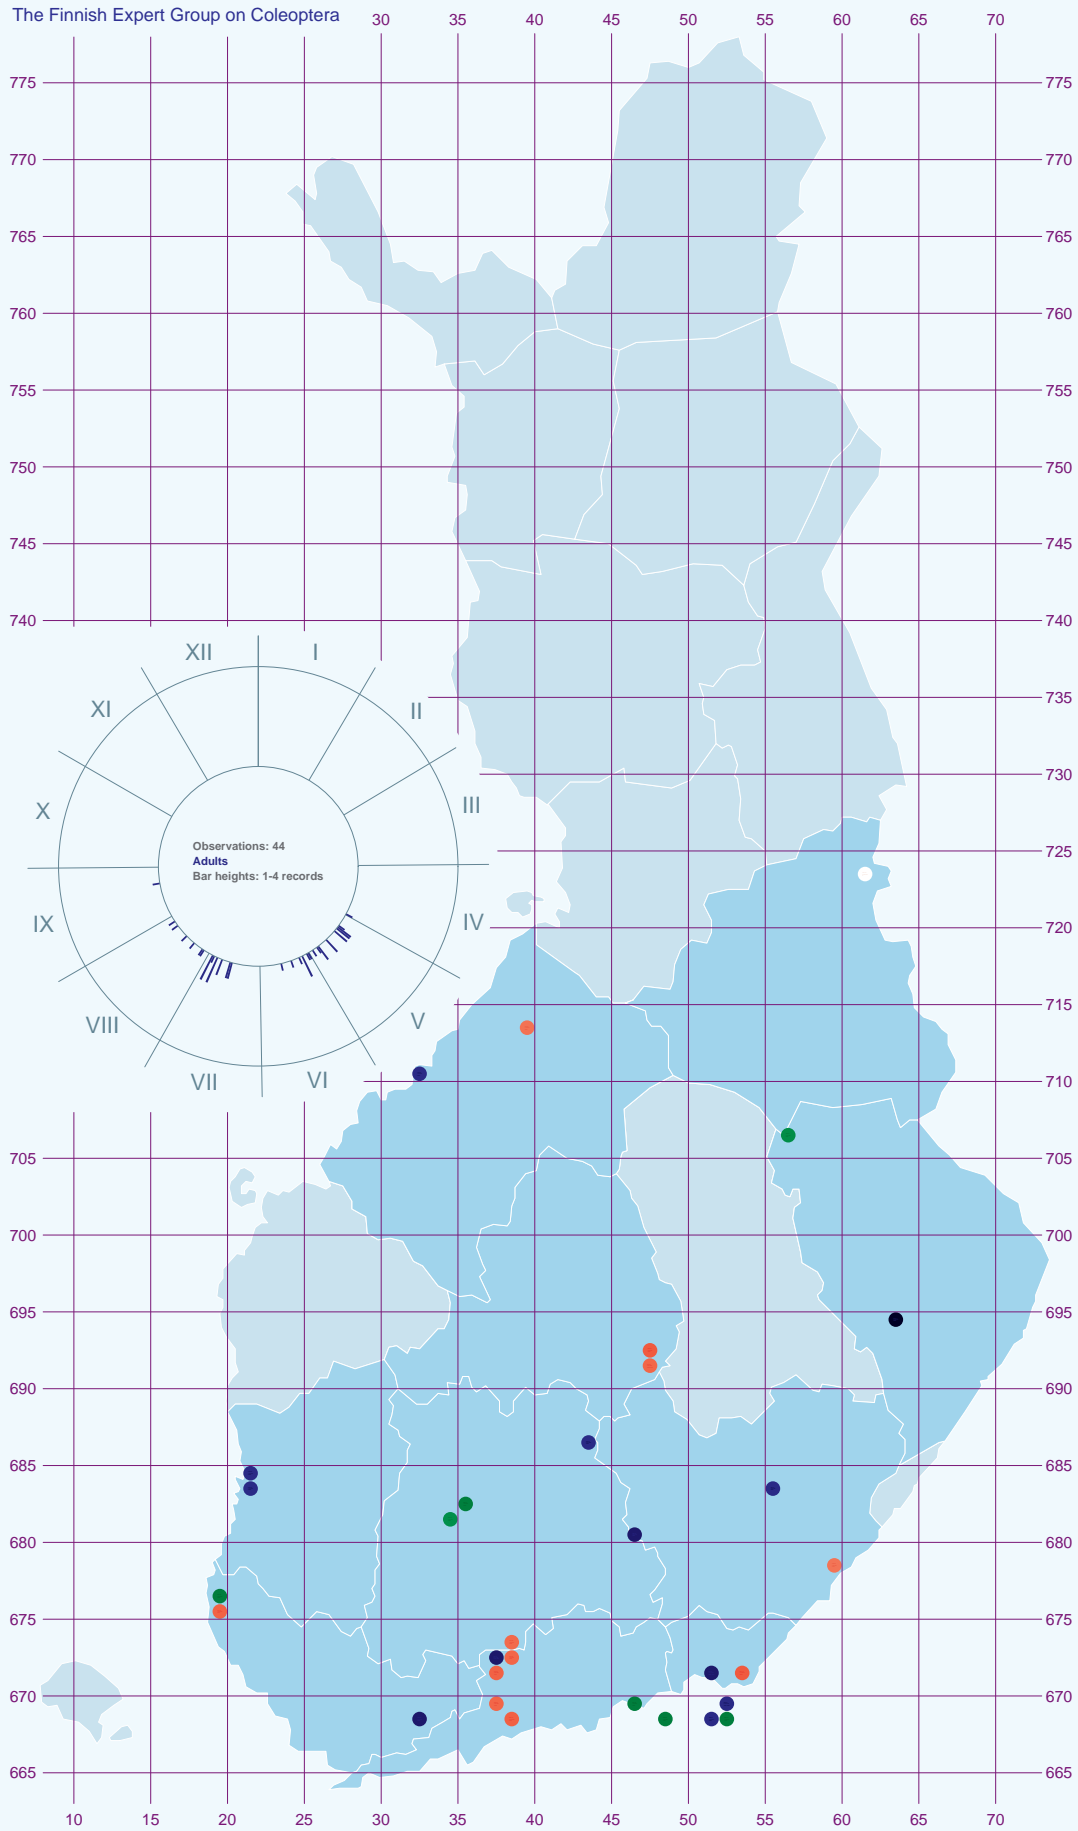 The Finnish Expert Group on Coleoptera 30 35 40 45 50 55 60 65 70
775 775
770 770
765 765
760 760
755 755
750 750
745 745
740 740
XII I
735
XI II
730
X III
725
Observations: 44
Adults
Bar heights: 1-4 records
IX IV
720
715
VIII V
710
VII VI
705 705
700 700
695 695
690 690
685 685
680 680
675 675
670 670
665 665
10 15 20 25 30 35 40 45 50 55 60 65 70